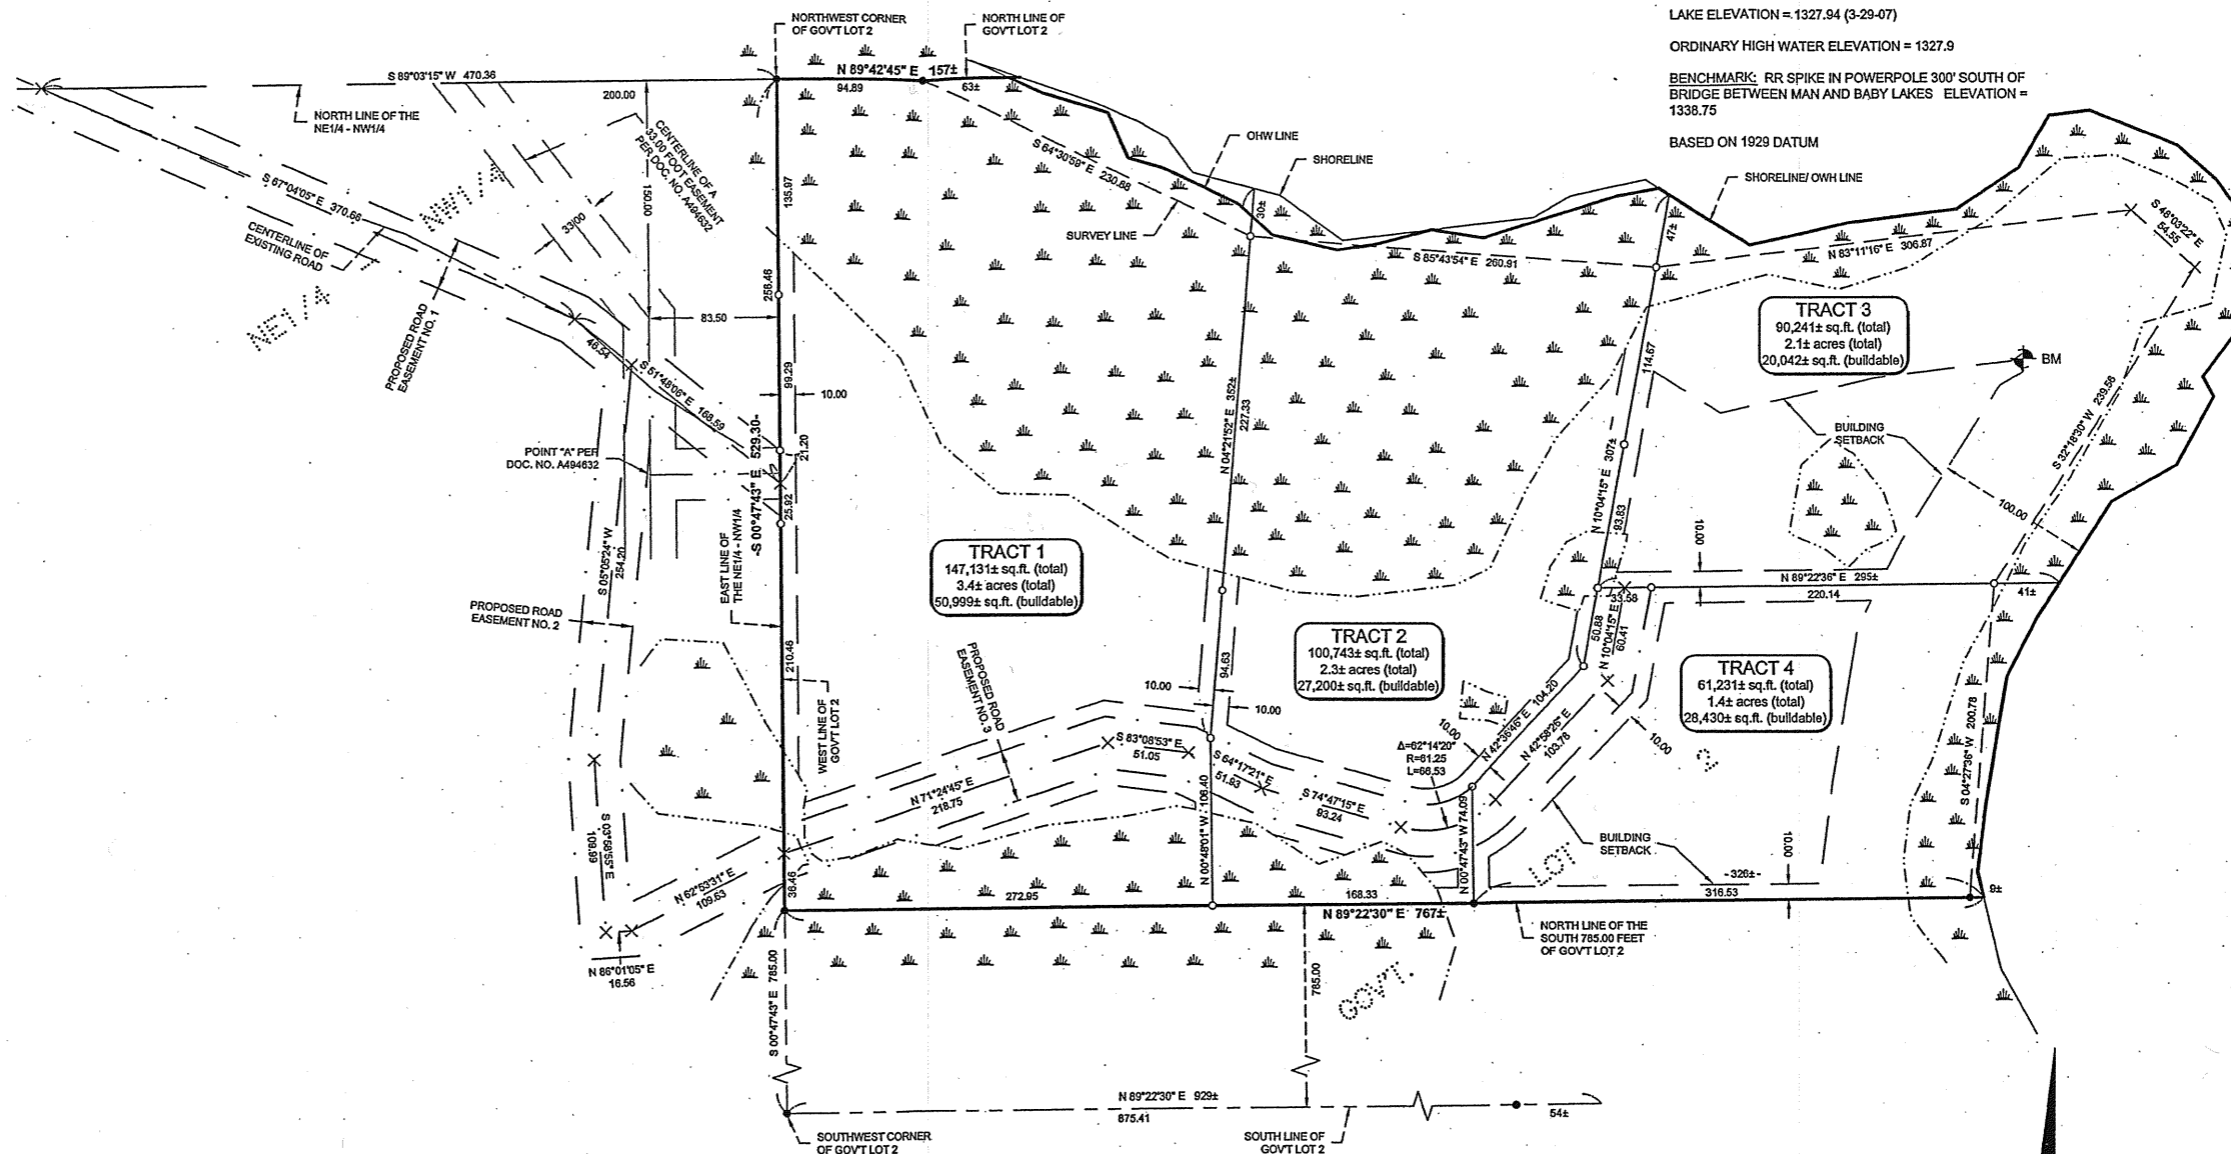 LAKE ELEVATION = 1327.94 (3-29-07)
ORDINARY HIGH WATER ELEVATION = 1327.9
BENCHMARK: RR SPIKE IN POWERPOLE 300' SOUTH OF
BRIDGE BETWEEN MAN AND BABY LAKES ELEVATION =
1338.75
BASED ON 1929 DATUM
NORTHWEST CORNER
OF GOV'T LOT 2
NORTH LINE OF
GOV'T LOT 2
S 89°03'15" W 470.36
N 89°42'45" E 157±
94.89
63±
200.00
NORTH LINE OF THE
NE1/4 - NW1/4
CENTERLINE OF A
33.00 FOOT EASEMENT
PER DOC. NO. A494632
150.00
135.97
S 64°30'59" E 230.88
OHW LINE
SHORELINE
SHORELINE/ OWH LINE
S 67°04'05" E 370.66
NW1/4
33.00
CENTERLINE OF
EXISTING ROAD
NE1/4
SURVEY LINE
30±
47±
S 85°43'54" E 260.91
N 83°11'16" E 306.87
S 46°03'22" E
54.55
256.46
83.50
PROPOSED ROAD
EASEMENT NO. 1
46.54
S 51°48'06" E 168.59
99.29
10.00
21.20
25.92
S 00°47'43" E 529.30
POINT "A" PER
DOC. NO. A494632
N 04°21'52" E 352±
227.33
114.67
N 10°04'15" E 307±
93.83
TRACT 3
90,241± sq.ft. (total)
2.1± acres (total)
20,042± sq.ft. (buildable)
BM
BUILDING
SETBACK
S 32°18'30" W 239.56
100.00
10.00
N 89°22'36" E 295±
33.58
220.14
41±
S 05°05'24" W
254.20
EAST LINE OF
THE NE1/4 - NW1/4
TRACT 1
147,131± sq.ft. (total)
3.4± acres (total)
50,999± sq.ft. (buildable)
PROPOSED ROAD
EASEMENT NO. 2
210.46
WEST LINE OF
GOV'T LOT 2
PROPOSED ROAD
EASEMENT NO. 3
94.63
10.00
10.00
TRACT 2
100,743± sq.ft. (total)
2.3± acres (total)
27,200± sq.ft. (buildable)
50.88
N 10°04'15" E
60.41
TRACT 4
61,231± sq.ft. (total)
1.4± acres (total)
28,430± sq.ft. (buildable)
S 83°08'53" E
51.05
S 64°17'21" E
51.93
N 42°36'46" E 104.20
10.00
N 42°58'26" E
103.78
10.00
2
Δ=62°14'20"
R=61.25
L=66.53
N 71°24'45" E
218.75
S 74°47'15" E
93.24
N 00°48'01" W 106.40
N 00°47'43" W 74.09
S 04°27'36" W 200.78
S 03°58'55" E
109.99
N 62°53'31" E
109.63
36.46
BUILDING
SETBACK
LOT
10.00
326±
316.53
9±
272.95
168.33
N 89°22'30" E 767±
NORTH LINE OF THE
SOUTH 785.00 FEET
OF GOV'T LOT 2
N 86°01'05" E
16.56
S 00°47'43" E 785.00
785.00
GOVT.
N 89°22'30" E 929±
875.41
54±
SOUTHWEST CORNER
OF GOV'T LOT 2
SOUTH LINE OF
GOV'T LOT 2